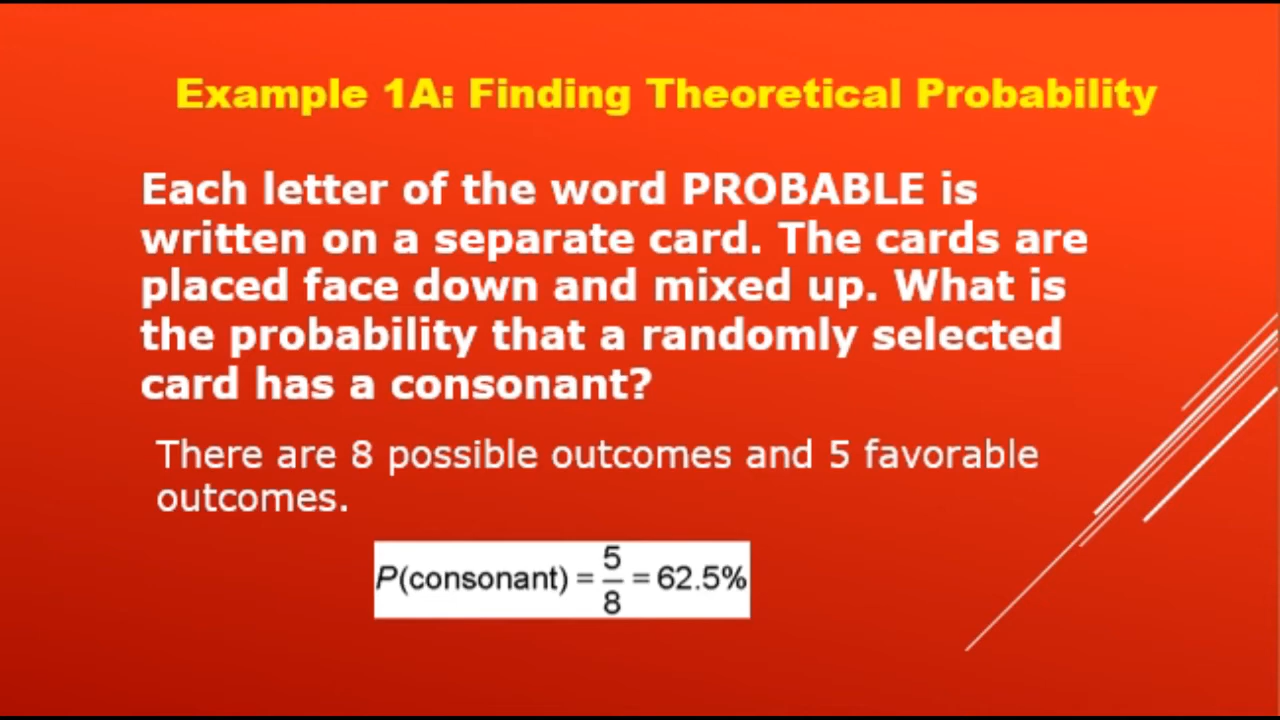 Example 1A: Finding Theoretical Probability
Each letter of the word PROBABLE is
written on a separate card. The cards are
placed face down and mixed up. What is
the probability that a randomly selected
card has a consonant?
There are 8 possible outcomes and 5 favorable
outcomes.
P(consonant) = 5/8 = 62.5%